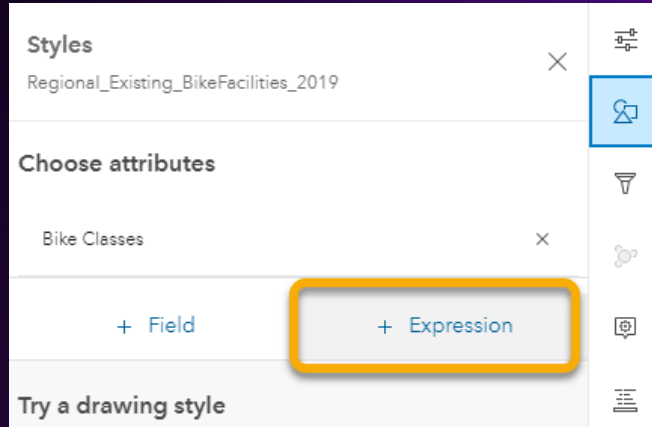 Styles
Regional_Existing_BikeFacilities_2019
Choose attributes
Bike Classes
+ Field
+ Expression
Try a drawing style